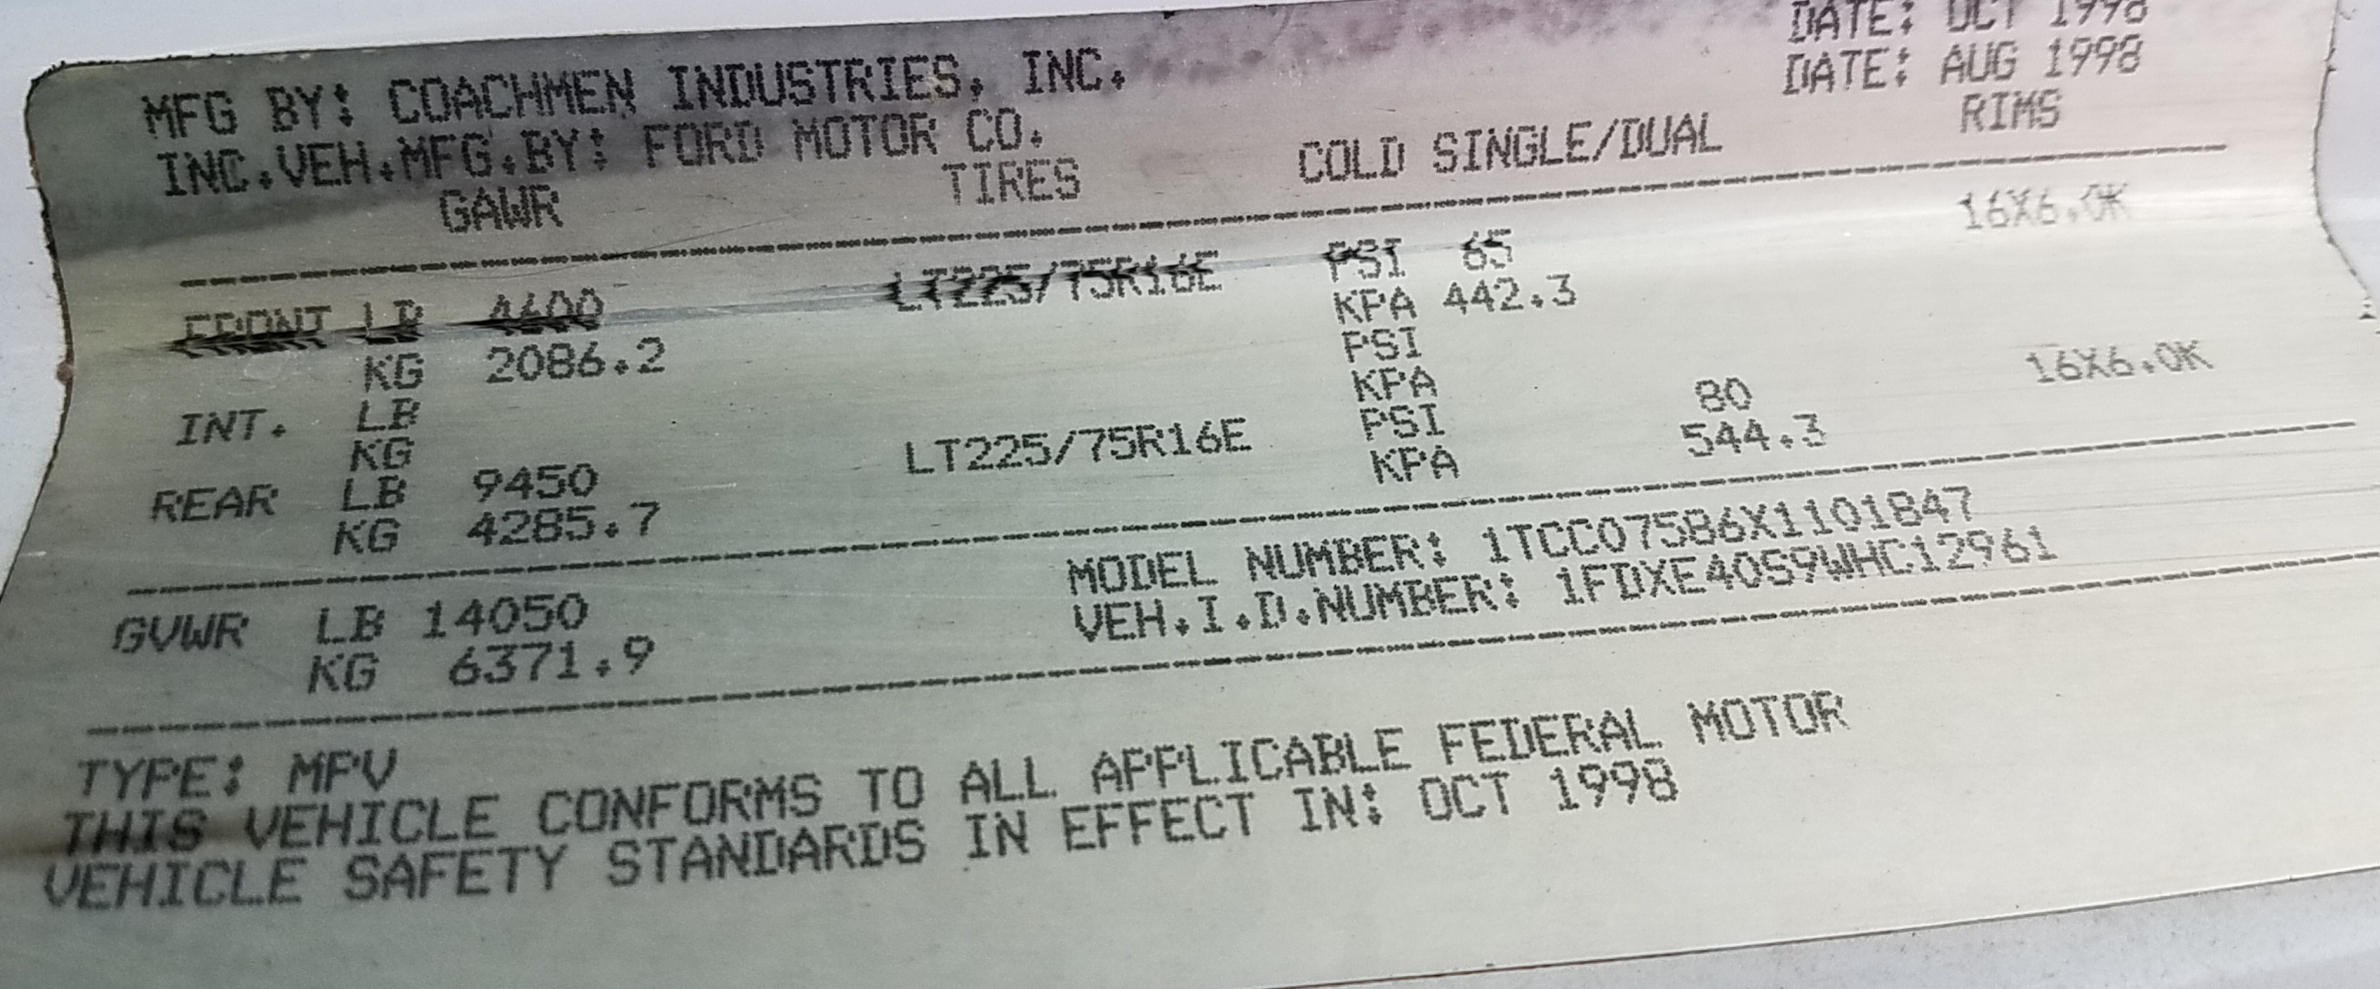 MFG BY: COACHMEN INDUSTRIES, INC. DATE: OCT 1998
INC.VEH.MFG.BY: FORD MOTOR CO. DATE: AUG 1998
GAWR TIRES COLD SINGLE/DUAL RIMS
FRONT LB 4600 LT225/75R16E PSI 65 16X6.0K
KG 2086.2 KPA 442.3
INT. LB PSI
KG KPA
REAR LB 9450 LT225/75R16E PSI 80 16X6.0K
KG 4285.7 KPA 544.3
GVWR LB 14050 MODEL NUMBER: 1TCC075B6X1101847
KG 6371.9 VEH.I.D.NUMBER: 1FDXE40S9WHC12961
TYPE: MPV
THIS VEHICLE CONFORMS TO ALL APPLICABLE FEDERAL MOTOR
VEHICLE SAFETY STANDARDS IN EFFECT IN: OCT 1998